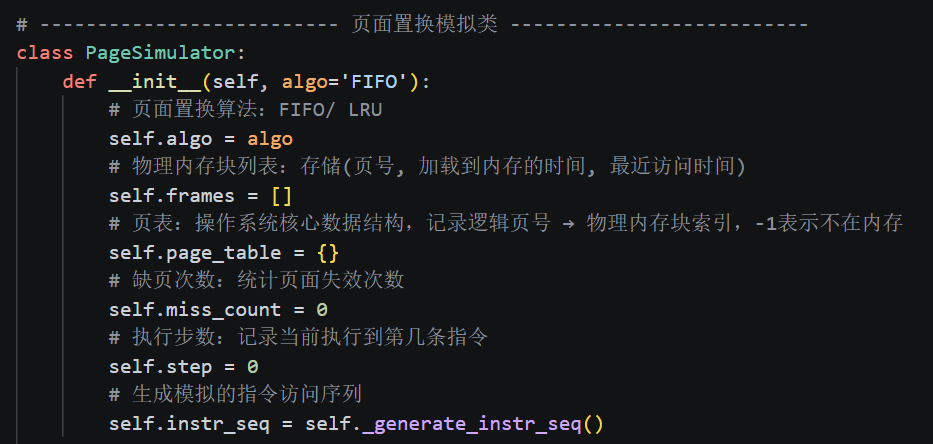 # -------------------------- 页面置换模拟类 --------------------------
class PageSimulator:
    def __init__(self, algo='FIFO'):
        # 页面置换算法：FIFO/ LRU
        self.algo = algo
        # 物理内存块列表：存储(页号, 加载到内存的时间, 最近访问时间)
        self.frames = []
        # 页表：操作系统核心数据结构，记录逻辑页号 → 物理内存块索引，-1表示不在内存
        self.page_table = {}
        # 缺页次数：统计页面失效次数
        self.miss_count = 0
        # 执行步数：记录当前执行到第几条指令
        self.step = 0
        # 生成模拟的指令访问序列
        self.instr_seq = self._generate_instr_seq()